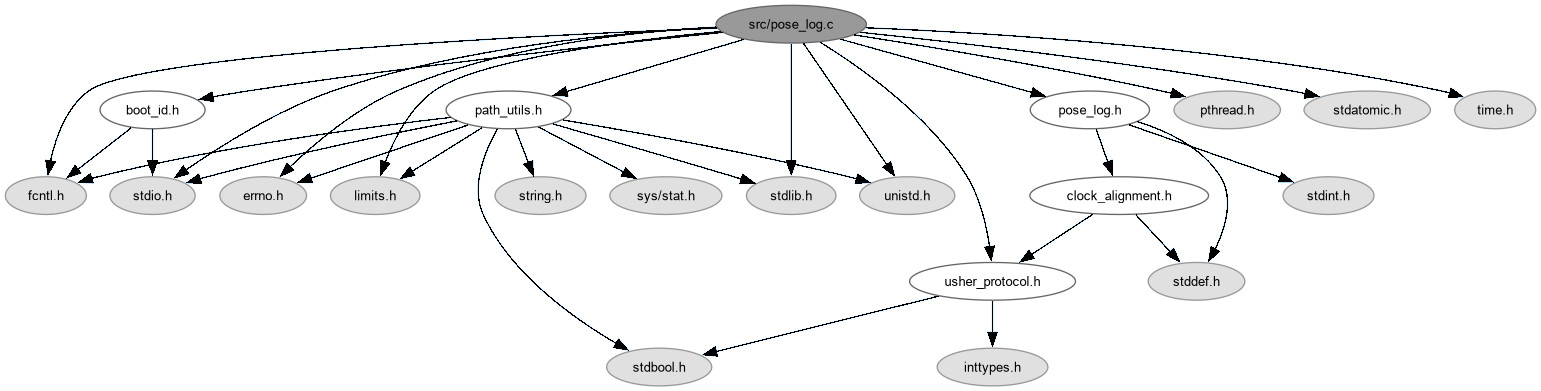 src/pose_log.c
boot_id.h
path_utils.h
pose_log.h
pthread.h
stdatomic.h
time.h
fcntl.h
stdio.h
errno.h
limits.h
string.h
sys/stat.h
stdlib.h
unistd.h
clock_alignment.h
stdint.h
usher_protocol.h
stddef.h
stdbool.h
inttypes.h